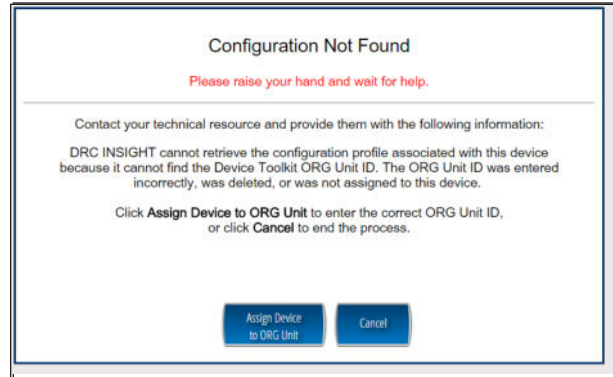 Configuration Not Found
Please raise your hand and wait for help.
Contact your technical resource and provide them with the following information:
DRC INSIGHT cannot retrieve the configuration profile associated with this device
because it cannot find the Device Toolkit ORG Unit ID. The ORG Unit ID was entered
incorrectly, was deleted, or was not assigned to this device.
Click Assign Device to ORG Unit to enter the correct ORG Unit ID,
or click Cancel to end the process.
Assign Device
to ORG Unit
Cancel